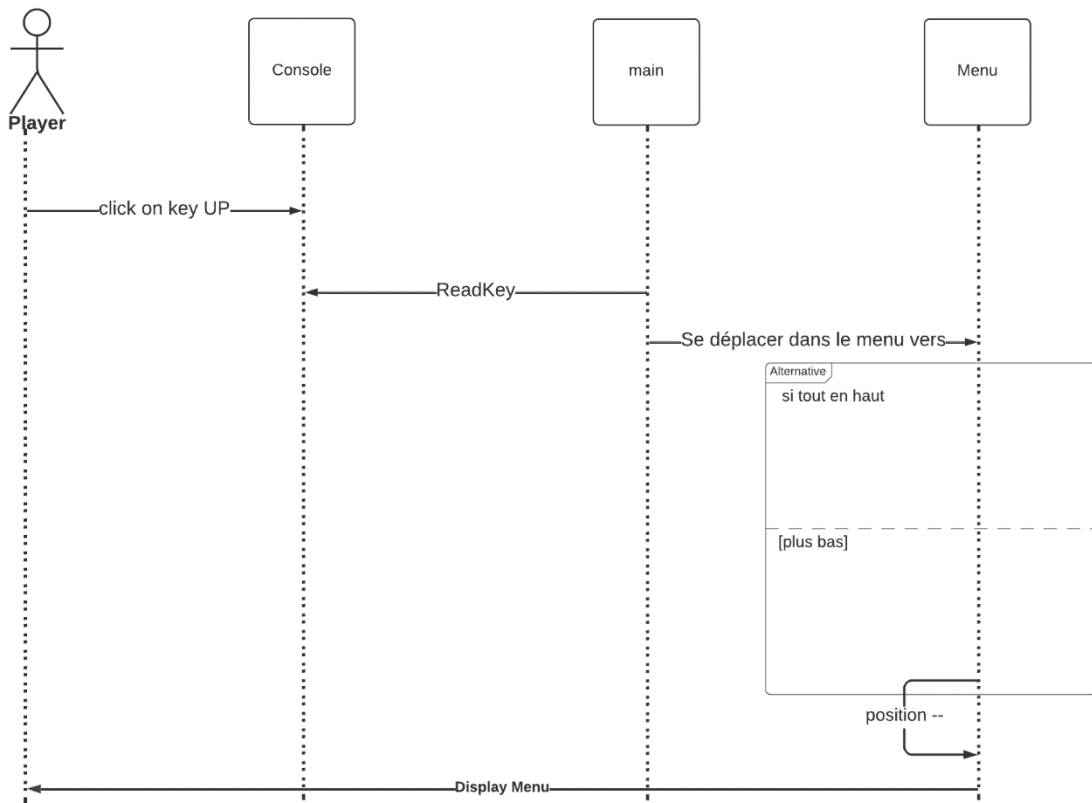 Player
Console
main
Menu
click on key UP
ReadKey
Se déplacer dans le menu vers
Alternative
si tout en haut
[plus bas]
position --
Display Menu